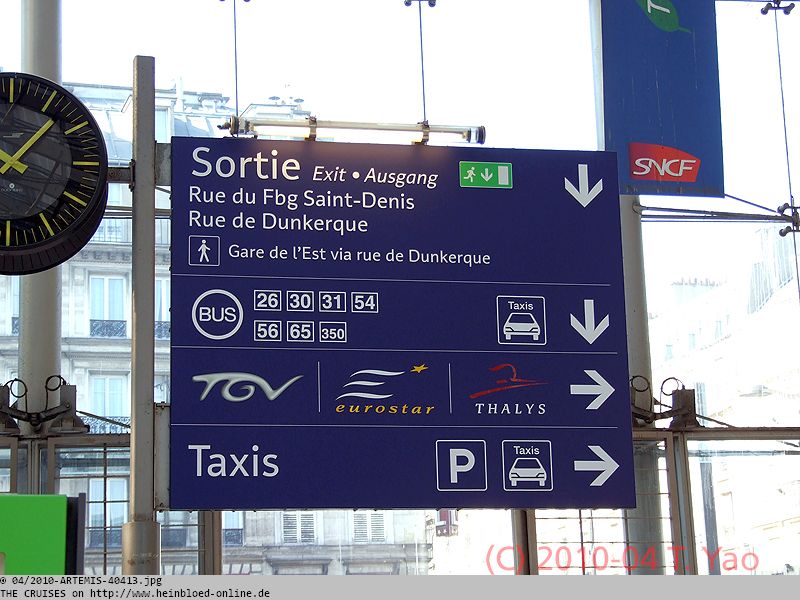 SNCF
Sortie Exit • Ausgang
Rue du Fbg Saint-Denis
Rue de Dunkerque
Gare de l'Est via rue de Dunkerque
BUS 26 30 31 54
56 65 350
Taxis
TGV eurostar THALYS
Taxis P Taxis
(C) 2010-04 T. Yao
© 04/2010-ARTEMIS-40413.jpg
THE CRUISES on http://www.heinbloed-online.de